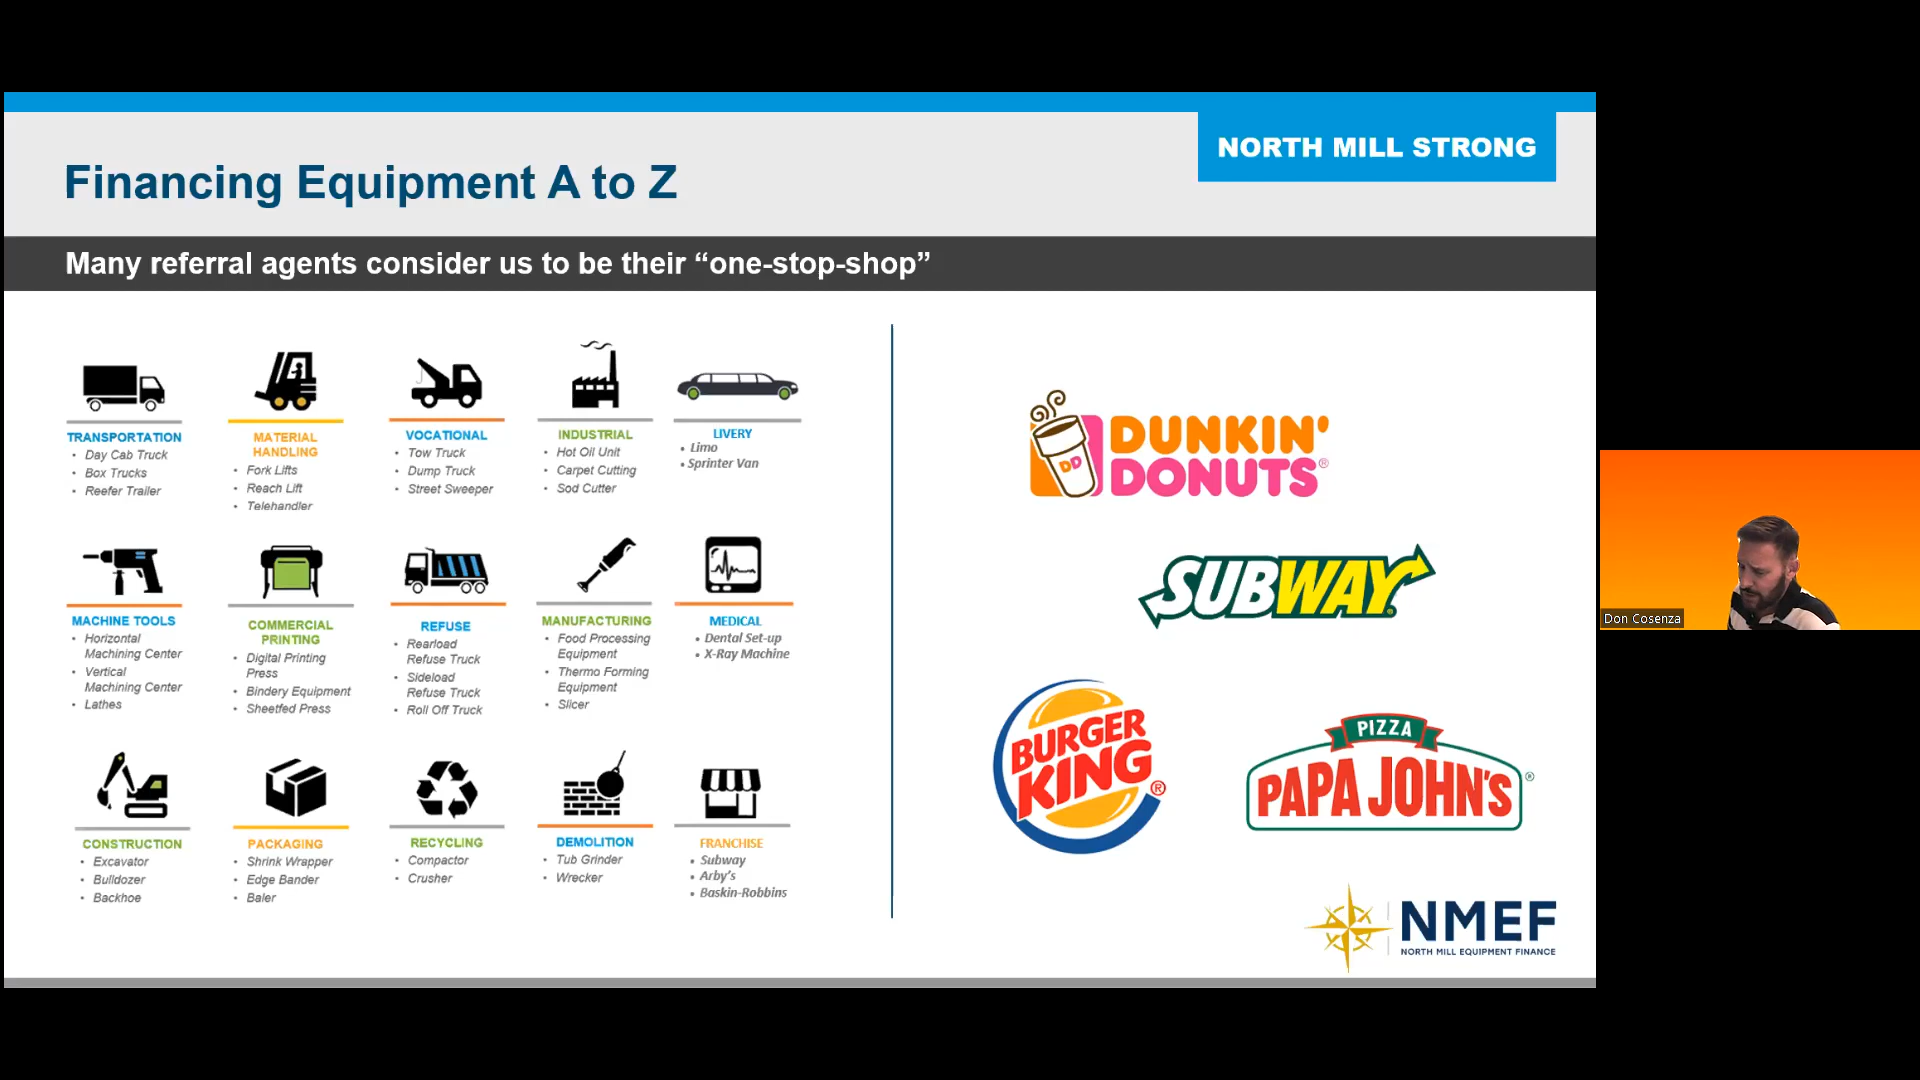 NORTH MILL STRONG
Financing Equipment A to Z
Many referral agents consider us to be their “one-stop-shop”
TRANSPORTATION
• Day Cab Truck
• Box Trucks
• Reefer Trailer
MATERIAL
HANDLING
• Fork Lifts
• Reach Lift
• Telehandler
VOCATIONAL
• Tow Truck
• Dump Truck
• Street Sweeper
INDUSTRIAL
• Hot Oil Unit
• Carpet Cutting
• Sod Cutter
LIVERY
• Limo
• Sprinter Van
MACHINE TOOLS
• Horizontal
Machining Center
• Vertical
Machining Center
• Lathes
COMMERCIAL
PRINTING
• Digital Printing
Press
• Bindery Equipment
• Sheetfed Press
REFUSE
• Rearload
Refuse Truck
• Sideload
Refuse Truck
• Roll Off Truck
MANUFACTURING
• Food Processing
Equipment
• Thermo Forming
Equipment
• Slicer
MEDICAL
• Dental Set-up
• X-Ray Machine
CONSTRUCTION
• Excavator
• Bulldozer
• Backhoe
PACKAGING
• Shrink Wrapper
• Edge Bander
• Baler
RECYCLING
• Compactor
• Crusher
DEMOLITION
• Tub Grinder
• Wrecker
FRANCHISE
• Subway
• Arby's
• Baskin-Robbins
DD
DUNKIN'
DONUTS®
SUBWAY®
BURGER
KING®
PIZZA
PAPA JOHN'S®
NMEF
NORTH MILL EQUIPMENT FINANCE
Don Cosenza